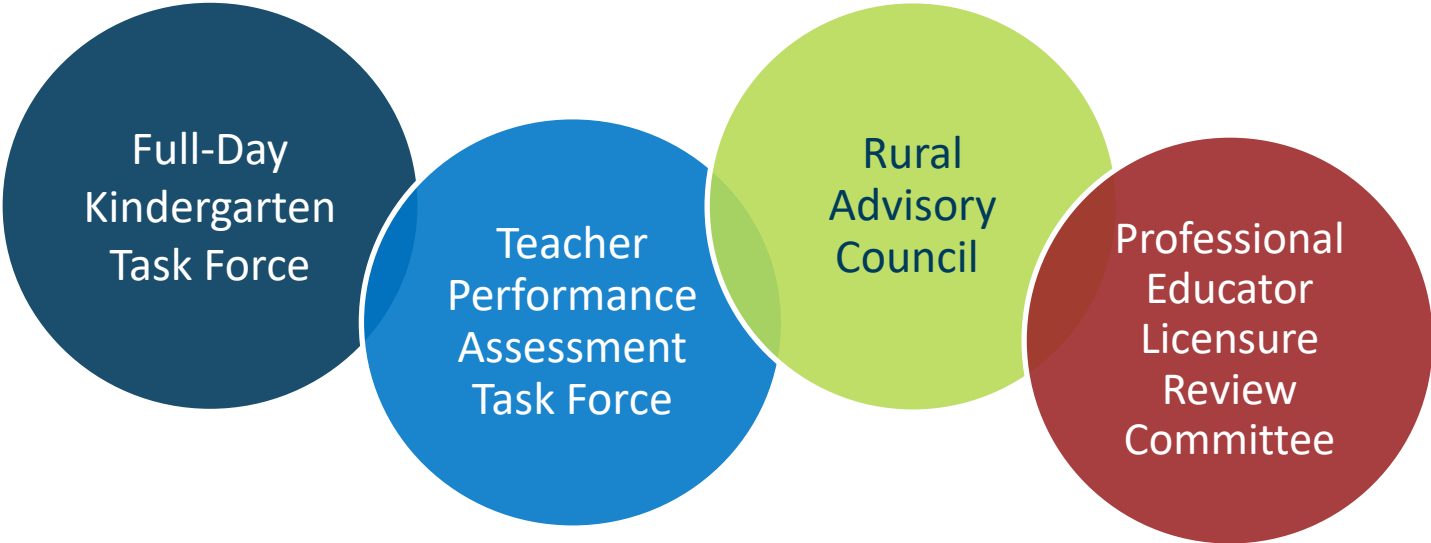 Full-Day
Kindergarten
Task Force
Teacher
Performance
Assessment
Task Force
Rural
Advisory
Council
Professional
Educator
Licensure
Review
Committee